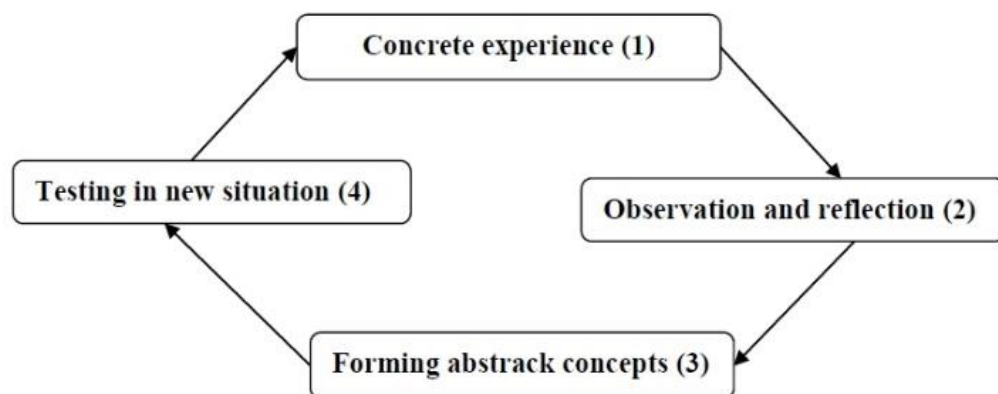 Concrete experience (1)
Testing in new situation (4)
Observation and reflection (2)
Forming abstrack concepts (3)